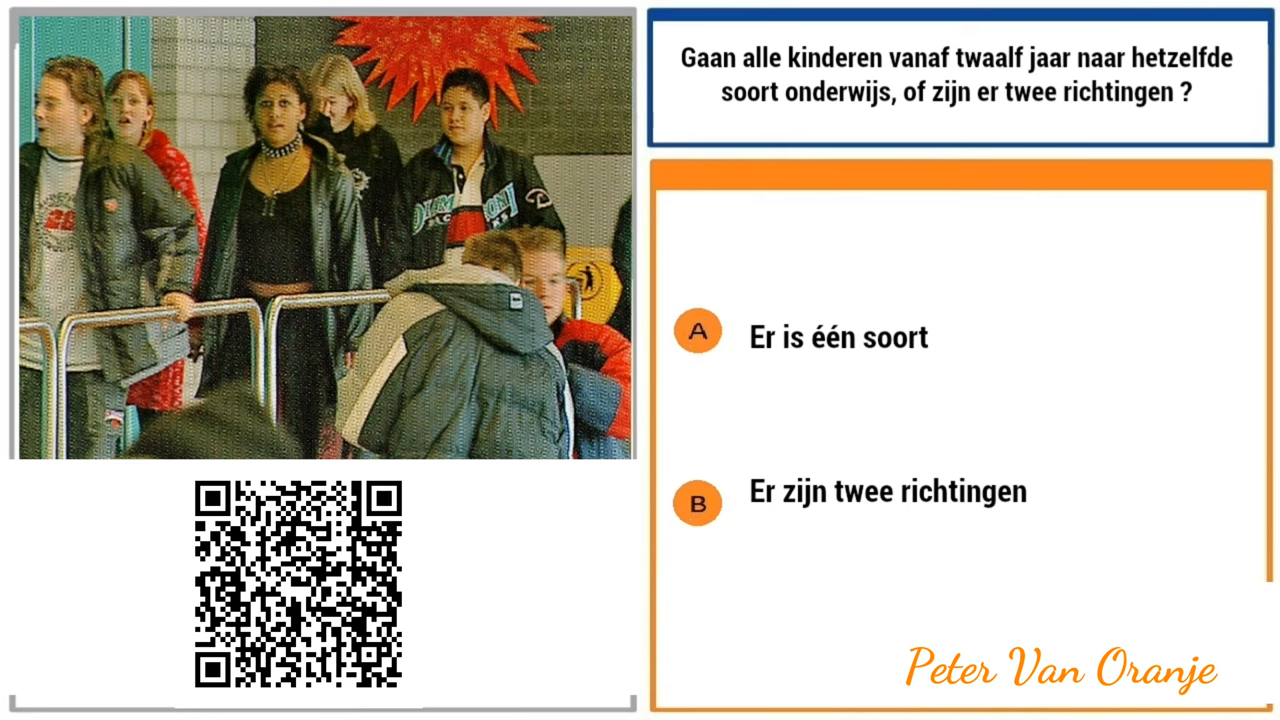 Gaan alle kinderen vanaf twaalf jaar naar hetzelfde
soort onderwijs, of zijn er twee richtingen ?
A Er is één soort
B Er zijn twee richtingen
Peter Van Oranje